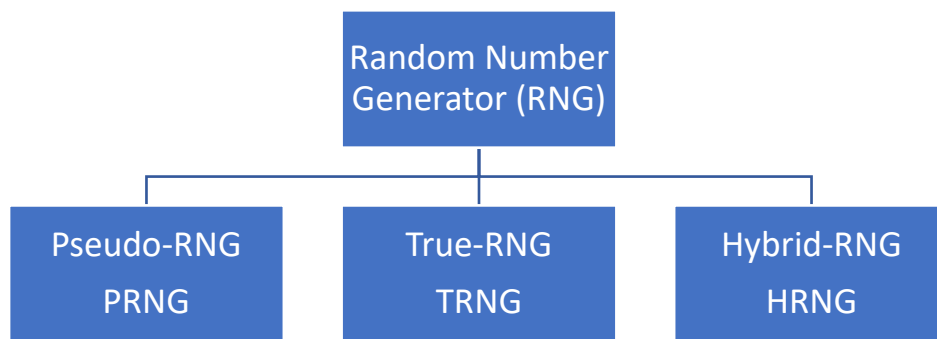 Random Number
Generator (RNG)
Pseudo-RNG
PRNG
True-RNG
TRNG
Hybrid-RNG
HRNG